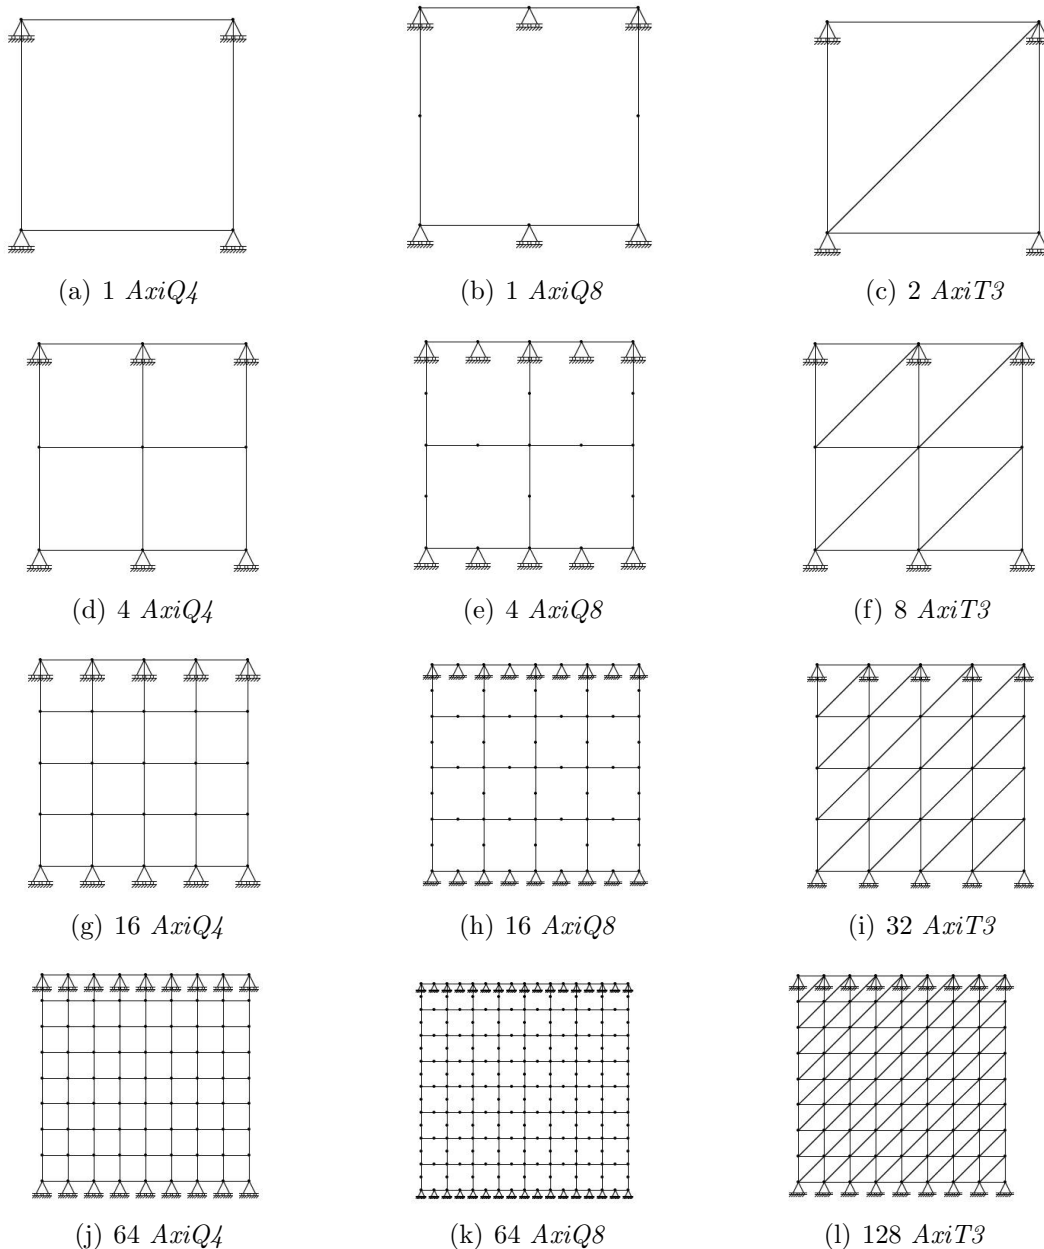 (a) 1 AxiQ4
(b) 1 AxiQ8
(c) 2 AxiT3
(d) 4 AxiQ4
(e) 4 AxiQ8
(f) 8 AxiT3
(g) 16 AxiQ4
(h) 16 AxiQ8
(i) 32 AxiT3
(j) 64 AxiQ4
(k) 64 AxiQ8
(l) 128 AxiT3